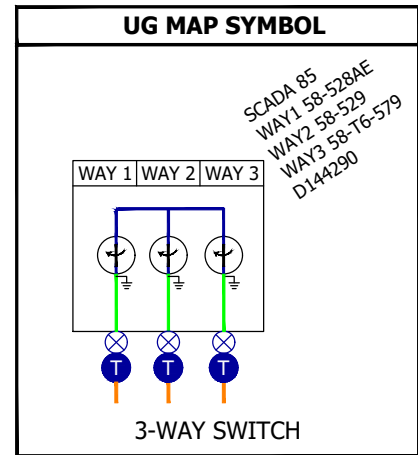 UG MAP SYMBOL
SCADA 85
WAY1 58-528AE
WAY2 58-529
WAY3 58-T6-579
D144290
WAY 1 WAY 2 WAY 3
T T T
3-WAY SWITCH